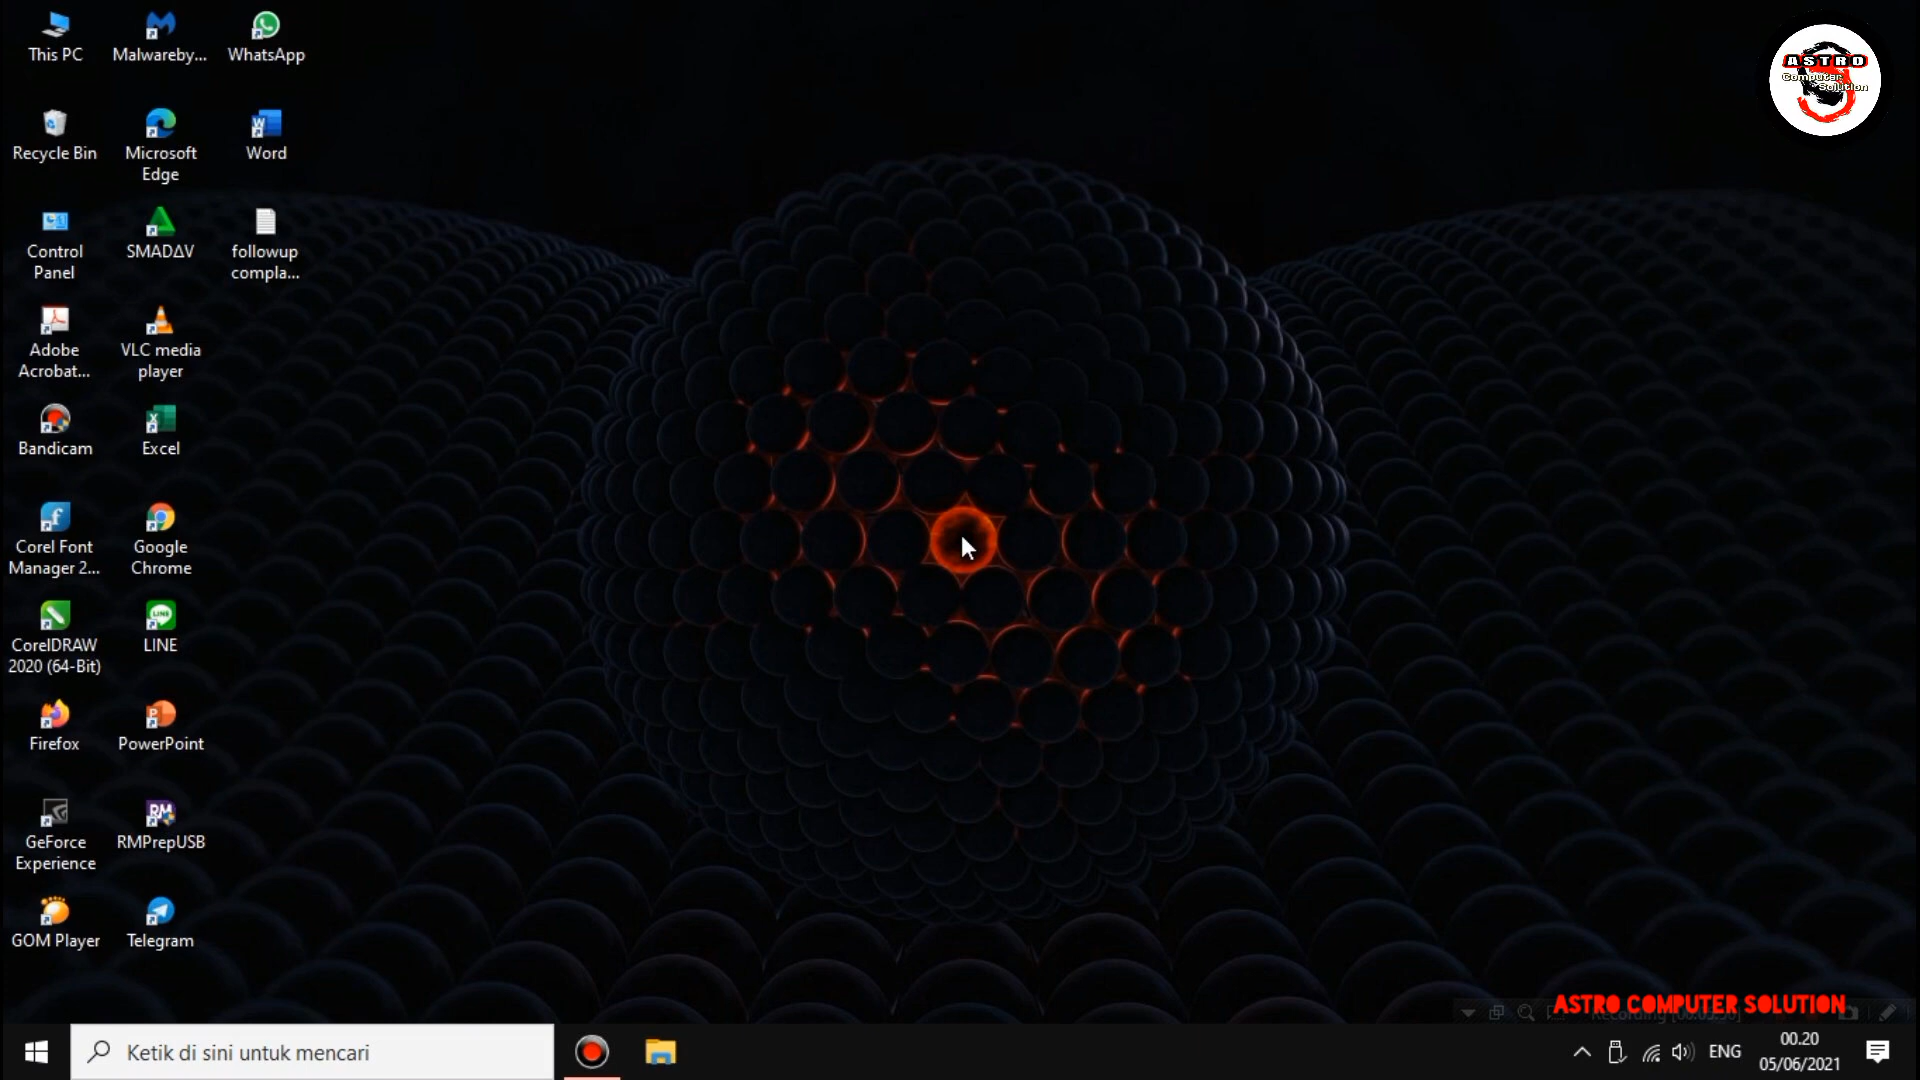 This PC
Malwareby...
WhatsApp
ASTRO
Computer
Solution
Recycle Bin
Microsoft
Edge
Word
Control
Panel
SMADΔV
followup
compla...
Adobe
Acrobat...
VLC media
player
Bandicam
Excel
Corel Font
Manager 2...
Google
Chrome
CorelDRAW
2020 (64-Bit)
LINE
Firefox
PowerPoint
GeForce
Experience
RMPrepUSB
GOM Player
Telegram
ASTRO COMPUTER SOLUTION
Ketik di sini untuk mencari
ENG
00.20
05/06/2021